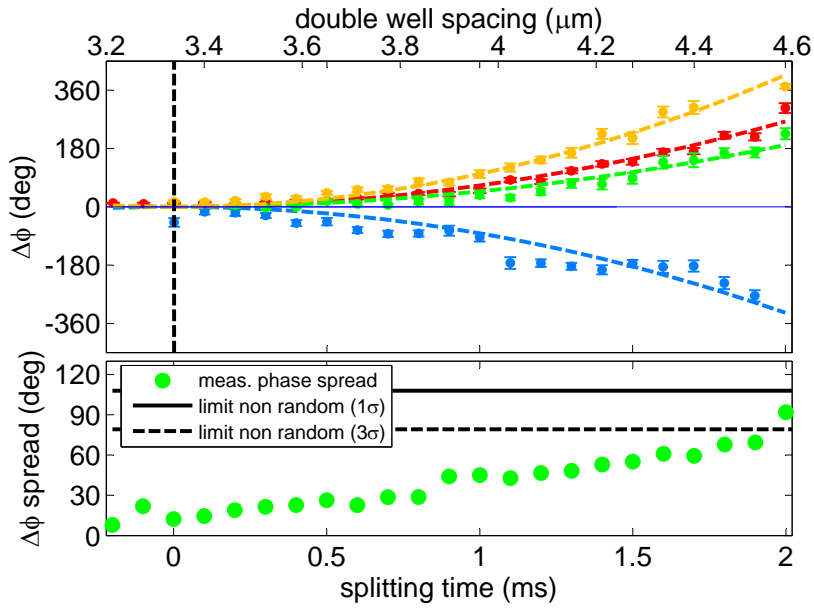 double well spacing (μm)
3.2 3.4 3.6 3.8 4 4.2 4.4 4.6
360
180
0
-180
-360
Δϕ (deg)
120
90
60
30
0
Δϕ spread (deg)
meas. phase spread
limit non random (1σ)
limit non random (3σ)
0 0.5 1 1.5 2
splitting time (ms)